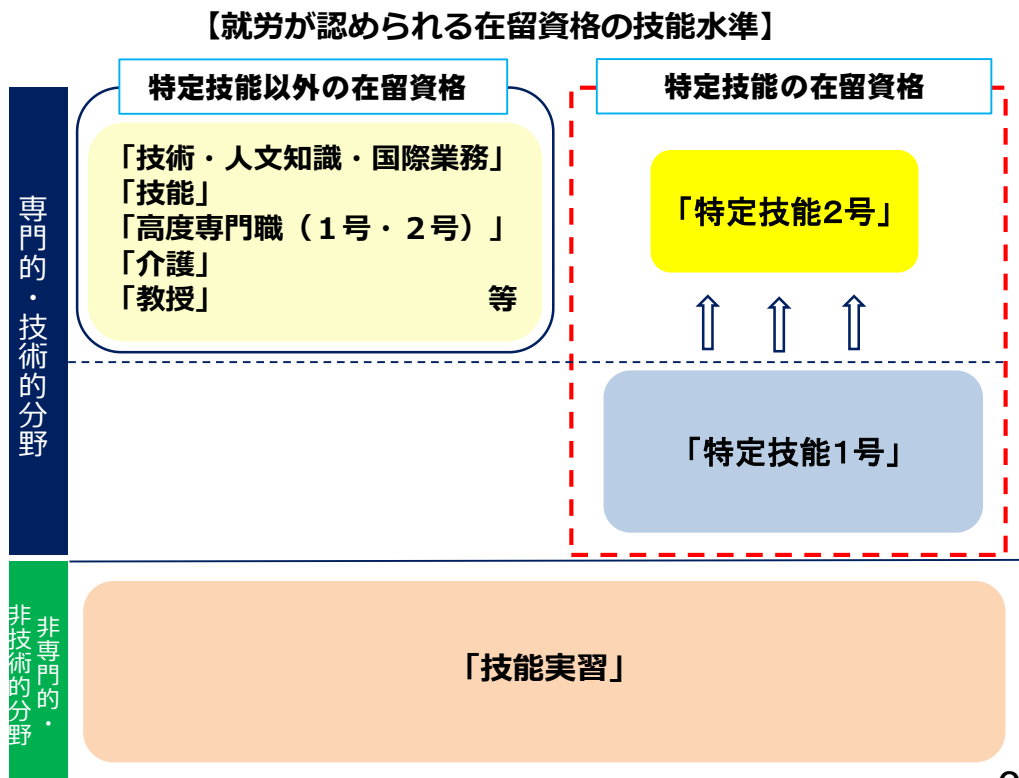 【就労が認められる在留資格の技能水準】
特定技能以外の在留資格
特定技能の在留資格
専門的・技術的分野
「技術・人文知識・国際業務」
「技能」
「高度専門職（１号・２号）」
「介護」
「教授」 等
「特定技能2号」
「特定技能1号」
非専門的・
非技術的分野
「技能実習」